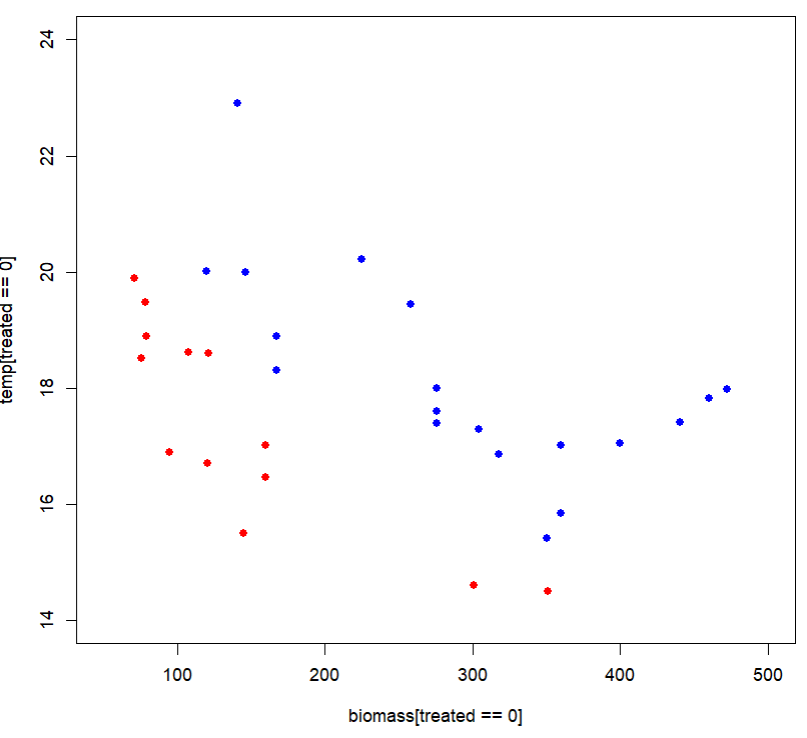 24
22
20
18
16
14
temp[treated == 0]
100 200 300 400 500
biomass[treated == 0]